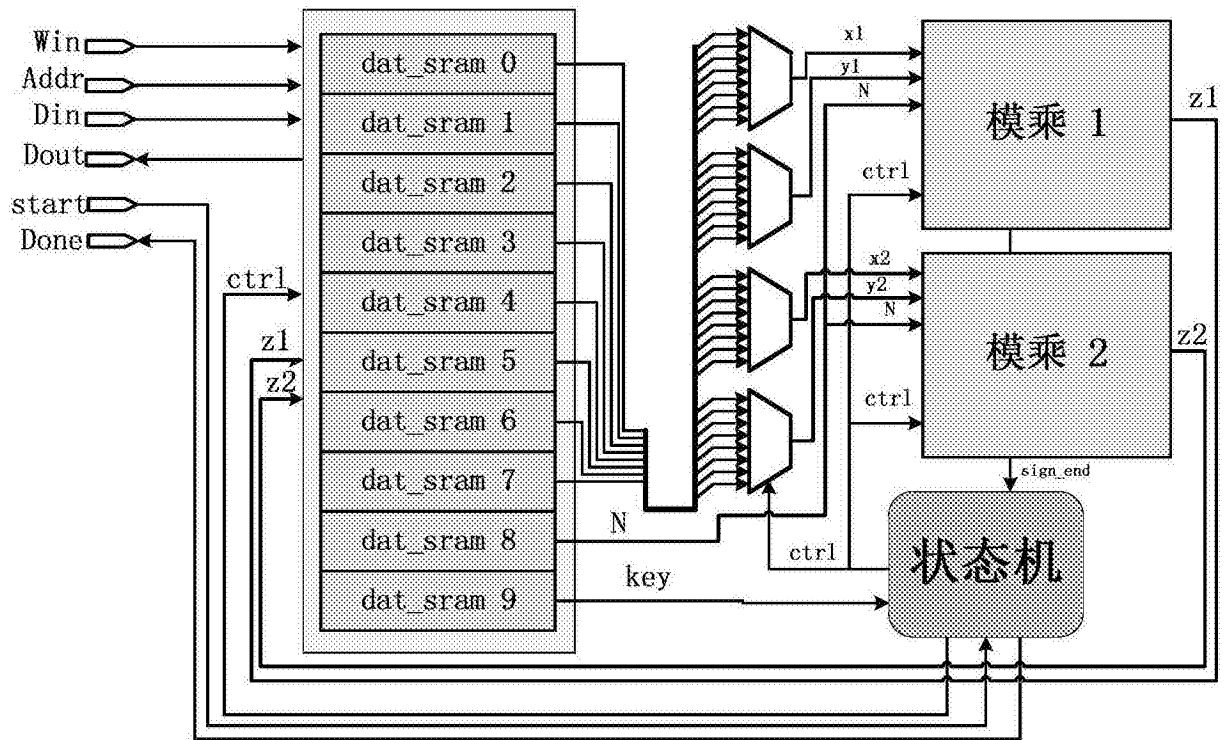 Win
Addr
Din
Dout
start
Done
ctrl
z1
z2
dat_sram 0
dat_sram 1
dat_sram 2
dat_sram 3
dat_sram 4
dat_sram 5
dat_sram 6
dat_sram 7
dat_sram 8
dat_sram 9
N
key
x1
y1
N
ctrl
模乘 1
z1
x2
y2
N
ctrl
模乘 2
z2
sign_end
ctrl
状态机